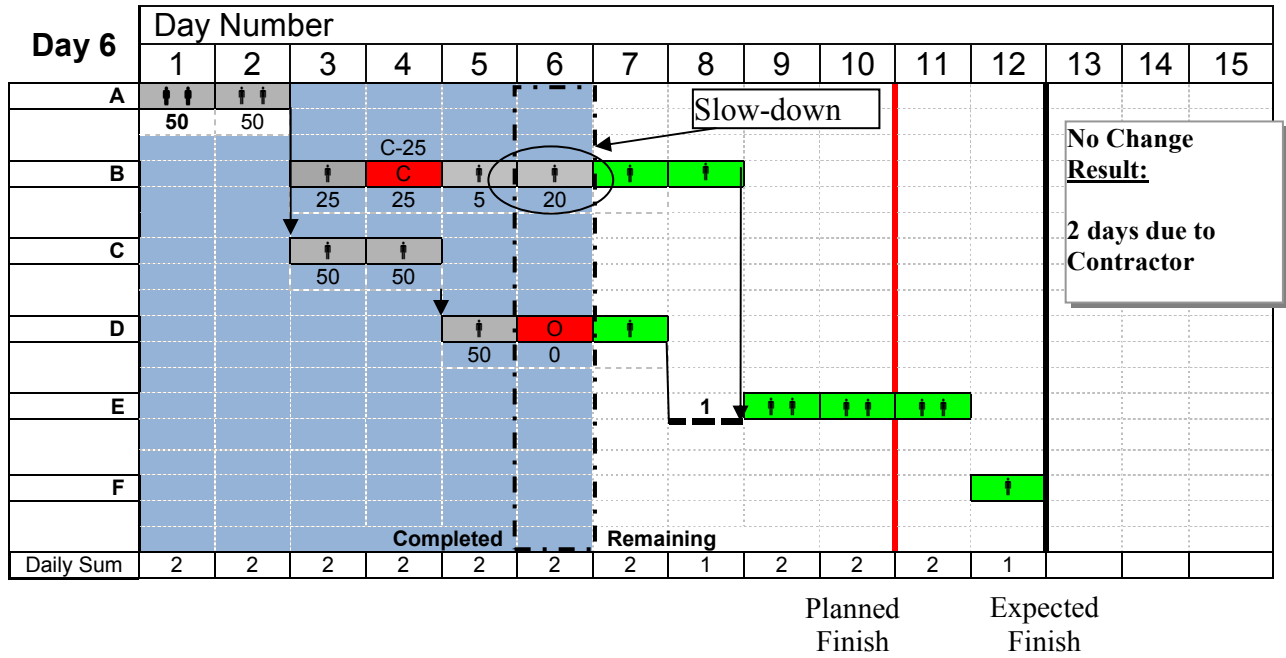 Day 6
Day Number
1 2 3 4 5 6 7 8 9 10 11 12 13 14 15
A
50 50
Slow-down
C-25
B
C
25 25 5 20
No Change
Result:
2 days due to
Contractor
C
50 50
D
O
50 0
E
1
F
Completed Remaining
Daily Sum 2 2 2 2 2 2 2 1 2 2 2 1
Planned
Finish
Expected
Finish